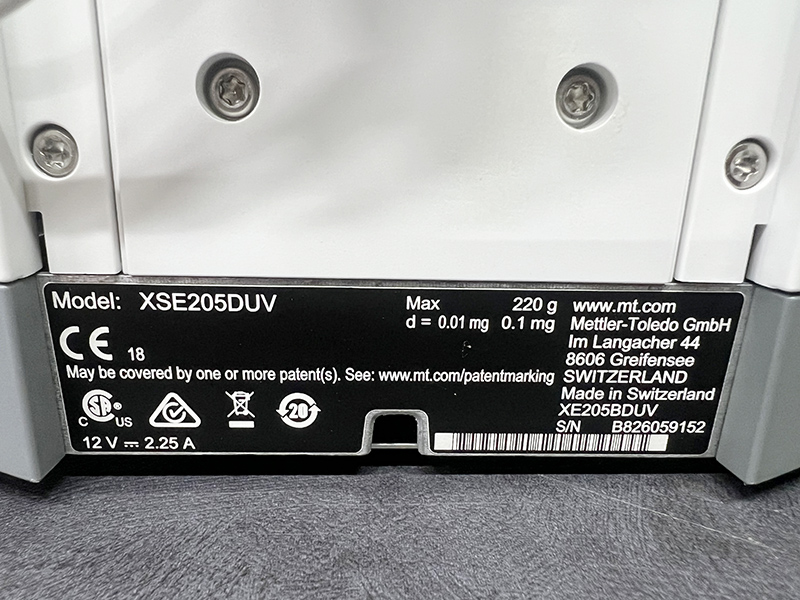 Model: XSE205DUV
Max 220 g
d = 0.01 mg 0.1 mg
CE 18
May be covered by one or more patent(s). See: www.mt.com/patentmarking
C SA ® US
20
12 V ⎓ 2.25 A
www.mt.com
Mettler-Toledo GmbH
Im Langacher 44
8606 Greifensee
SWITZERLAND
Made in Switzerland
XE205BDUV
S/N B826059152